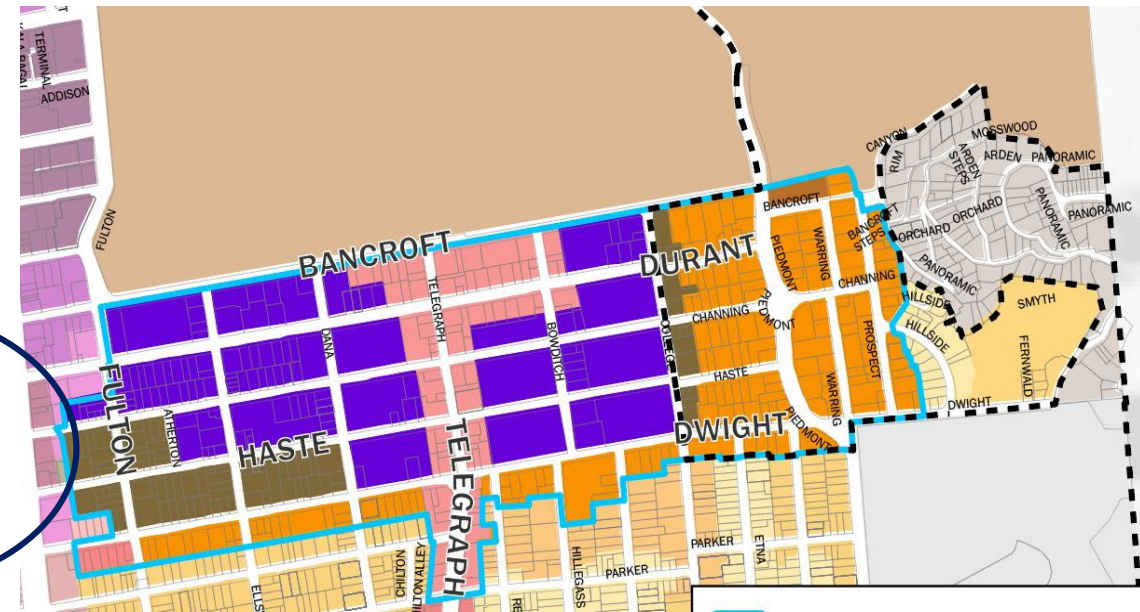 TERMINAL
ADDISON
FULTON
CANYON
RIM
MOSSWOOD
ARDEN
STEPS
ARDEN
PANORAMIC
PANORAMIC
PANORAMIC
ORCHARD
ORCHARD
PANORAMIC
BANCROFT
BANCROFT
STEPS
BANCROFT
TELEGRAPH
DURANT
PIEDMONT
WARRING
CHANNING
HILLSIDE
SMYTH
DANA
BOWDITCH
CHANNING
PIEDMONT
PROSPECT
HILLSIDE
FERNWALD
FULTON
ATHERTON
HASTE
HASTE
WARRING
DWIGHT
DWIGHT
PIEDMONT
TELEGRAPH
PARKER
PARKER
ETNA
HILLEGASS
CHILTON